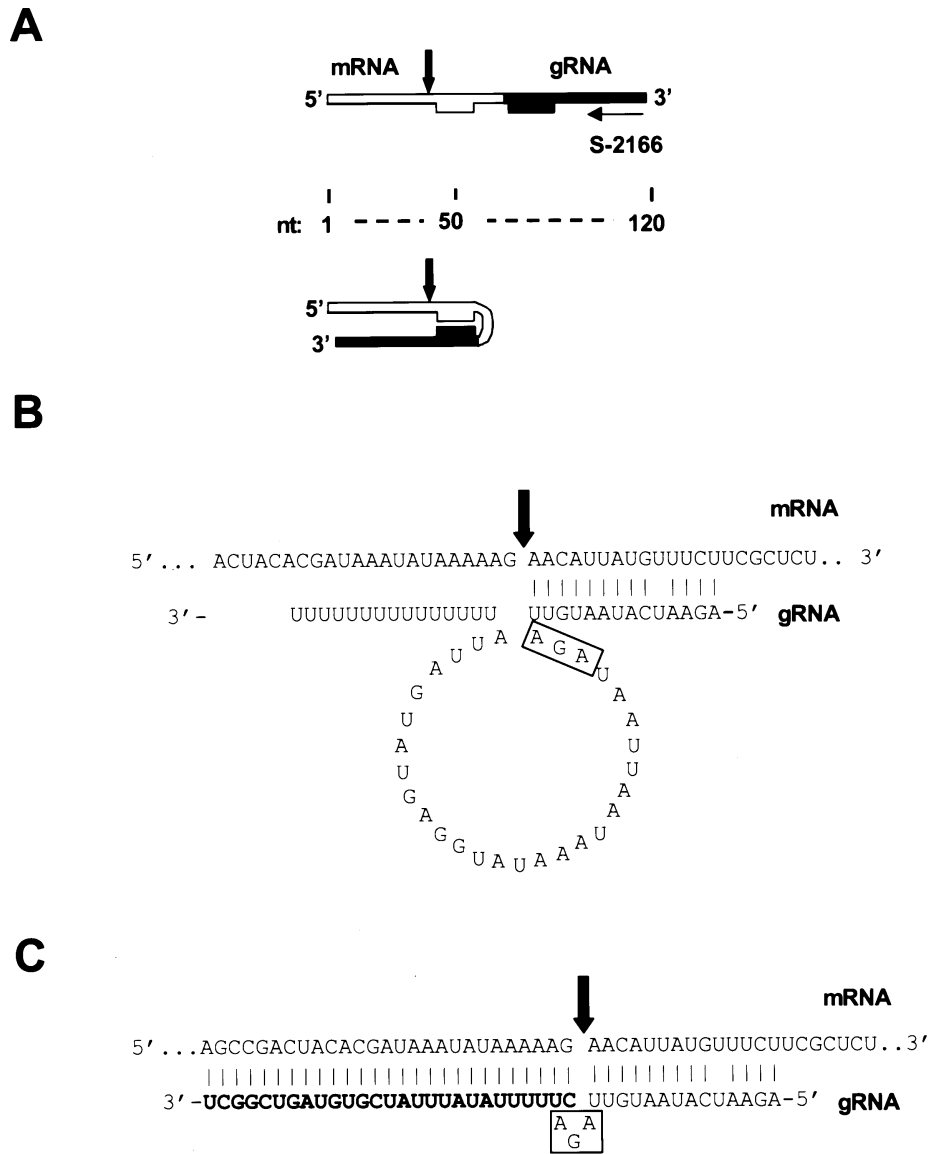 A
mRNA gRNA
5' 3'
S-2166
nt: 1 ---- 50 ------- 120
5'
3'
B
mRNA
5'... ACUACACGAUAAAUAUAAAAAG AACAUUAUGUUUCUUCGCUCU.. 3'
3'- UUUUUUUUUUUUUUU UUGUAAUACUAAGA-5' gRNA
A U U A G U A U G A G G U A U A A A U A A U U A A U A G A
C
mRNA
5'...AGCCGACUACACGAUAAAUAUAAAAAG AACAUUAUGUUUCUUCGCUCU..3'
3'-UCGGCUGAUGUGCUAUUUAUAUUUUUC UUGUAAUACUAAGA-5' gRNA
A G A